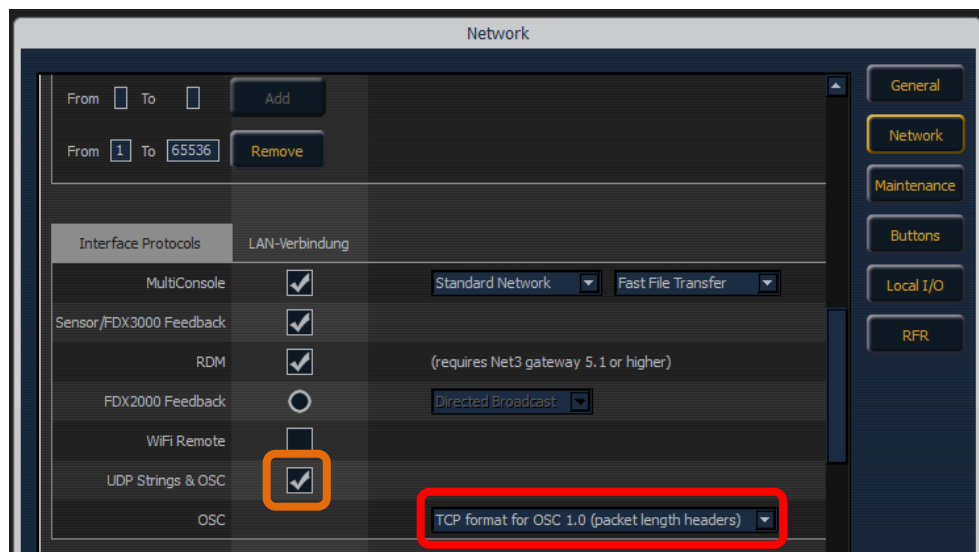 Network
From To Add
From 1 To 65536 Remove
Interface Protocols LAN-Verbindung
MultiConsole Standard Network Fast File Transfer
Sensor/FDX3000 Feedback
RDM (requires Net3 gateway 5.1 or higher)
FDX2000 Feedback Directed Broadcast
WiFi Remote
UDP Strings & OSC
OSC TCP format for OSC 1.0 (packet length headers)
General
Network
Maintenance
Buttons
Local I/O
RFR